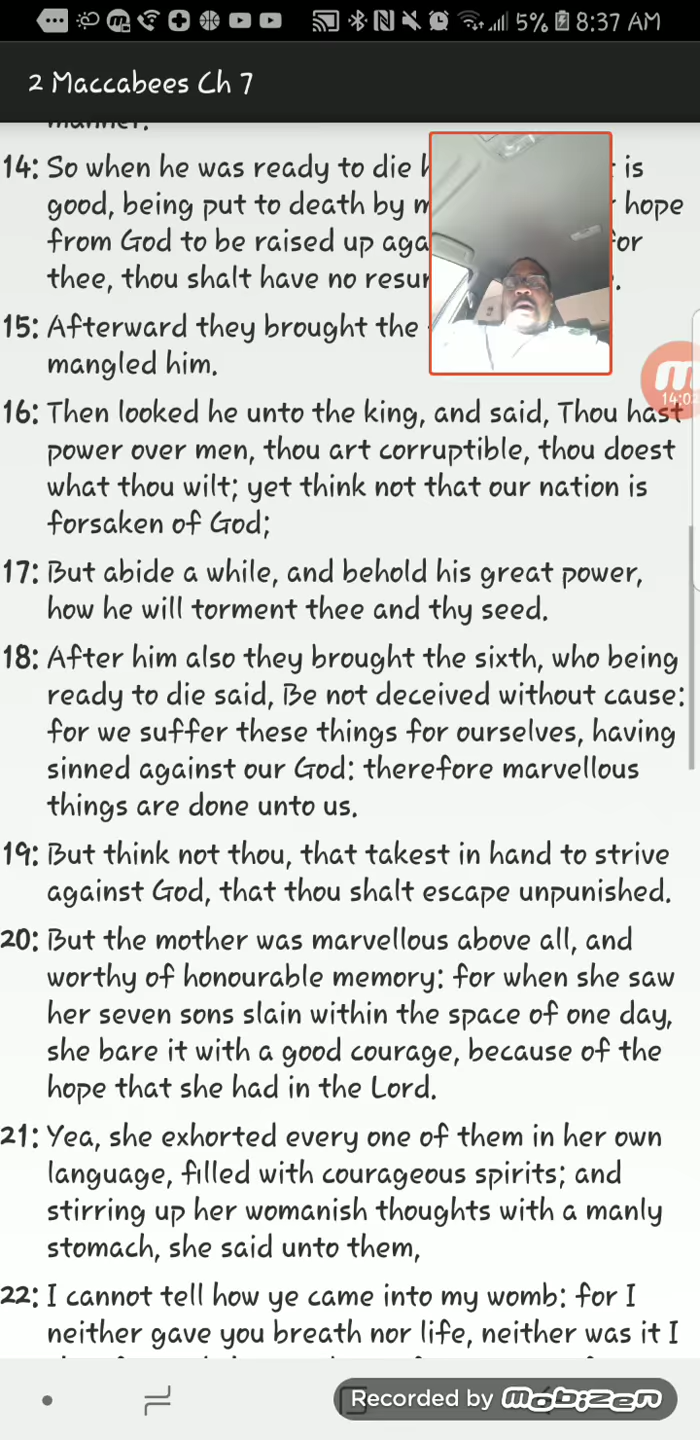 5% 8:37 AM
2 Maccabees Ch 7
manner.
14: So when he was ready to die is
good, being put to death by hope
from God to be raised up
thee, thou shalt have no
15: Afterward they brought the
mangled him.
14:02
16: Then looked he unto the king, and said, Thou hast
power over men, thou art corruptible, thou doest
what thou wilt; yet think not that our nation is
forsaken of God;
17: But abide a while, and behold his great power,
how he will torment thee and thy seed.
18: After him also they brought the sixth, who being
ready to die said, Be not deceived without cause:
for we suffer these things for ourselves, having
sinned against our God: therefore marvellous
things are done unto us.
19: But think not thou, that takest in hand to strive
against God, that thou shalt escape unpunished.
20: But the mother was marvellous above all, and
worthy of honourable memory: for when she saw
her seven sons slain within the space of one day,
she bare it with a good courage, because of the
hope that she had in the Lord.
21: Yea, she exhorted every one of them in her own
language, filled with courageous spirits; and
stirring up her womanish thoughts with a manly
stomach, she said unto them,
22: I cannot tell how ye came into my womb: for I
neither gave you breath nor life, neither was it I
Recorded by mobizen